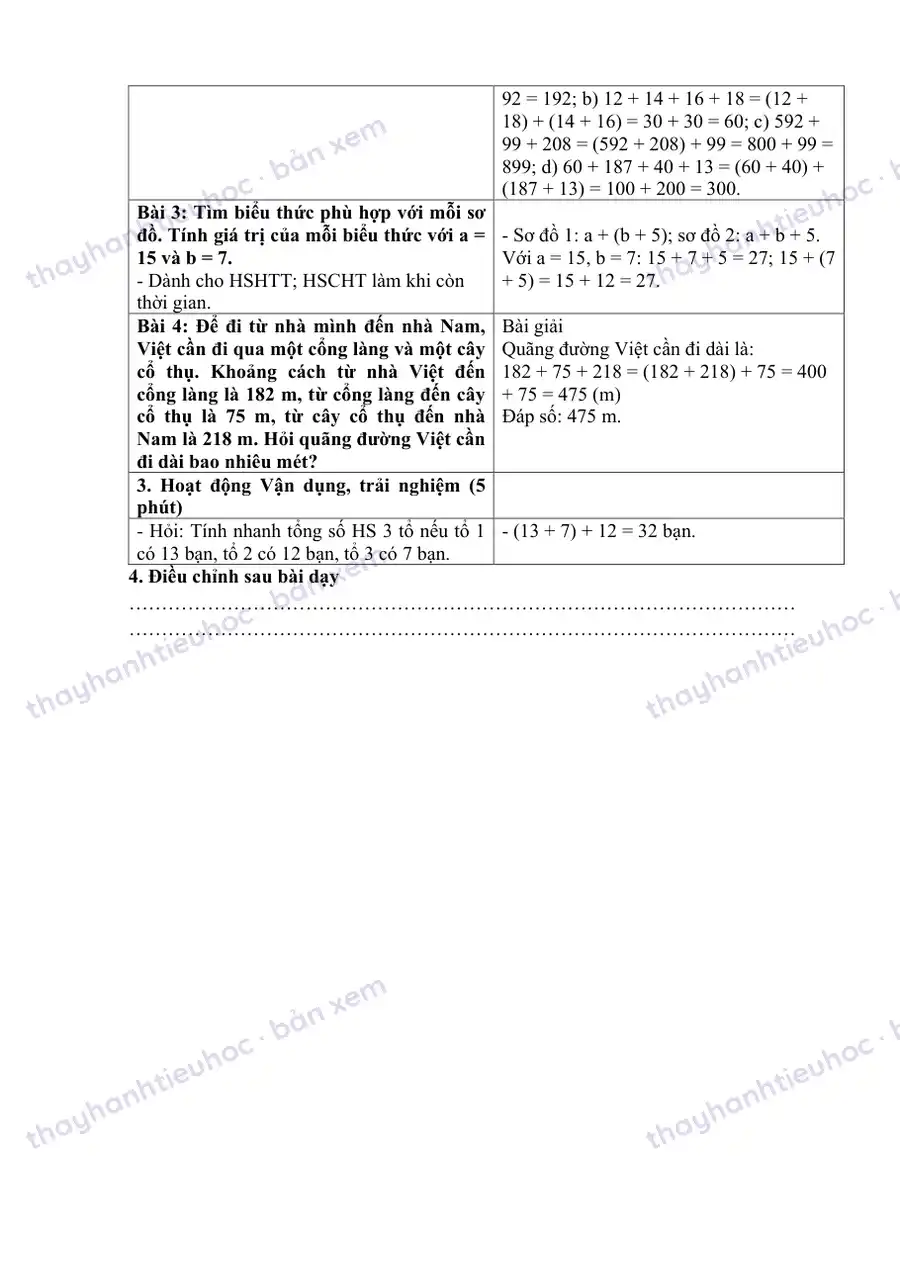 92 = 192; b) 12 + 14 + 16 + 18 = (12 +
18) + (14 + 16) = 30 + 30 = 60; c) 592 +
99 + 208 = (592 + 208) + 99 = 800 + 99 =
899; d) 60 + 187 + 40 + 13 = (60 + 40) +
(187 + 13) = 100 + 200 = 300.
Bài 3: Tìm biểu thức phù hợp với mỗi sơ
đồ. Tính giá trị của mỗi biểu thức với a =
15 và b = 7.
- Dành cho HSHTT; HSCHT làm khi còn
thời gian.
- Sơ đồ 1: a + (b + 5); sơ đồ 2: a + b + 5.
Với a = 15, b = 7: 15 + 7 + 5 = 27; 15 + (7
+ 5) = 15 + 12 = 27.
Bài 4: Để đi từ nhà mình đến nhà Nam,
Việt cần đi qua một cổng làng và một cây
cổ thụ. Khoảng cách từ nhà Việt đến
cổng làng là 182 m, từ cổng làng đến cây
cổ thụ là 75 m, từ cây cổ thụ đến nhà
Nam là 218 m. Hỏi quãng đường Việt cần
đi dài bao nhiêu mét?
Bài giải
Quãng đường Việt cần đi dài là:
182 + 75 + 218 = (182 + 218) + 75 = 400
+ 75 = 475 (m)
Đáp số: 475 m.
3. Hoạt động Vận dụng, trải nghiệm (5
phút)
- Hỏi: Tính nhanh tổng số HS 3 tổ nếu tổ 1
có 13 bạn, tổ 2 có 12 bạn, tổ 3 có 7 bạn.
- (13 + 7) + 12 = 32 bạn.
4. Điều chỉnh sau bài dạy
……………………………………………………………………………………………
……………………………………………………………………………………………
thayhanhtieuhoc · bản xem
thayhanhtieuhoc · b
thayhanhtieuhoc · bản xem
thayhanhtieuhoc · b
thayhanhtieuhoc · bản xem
thayhanhtieuhoc · b